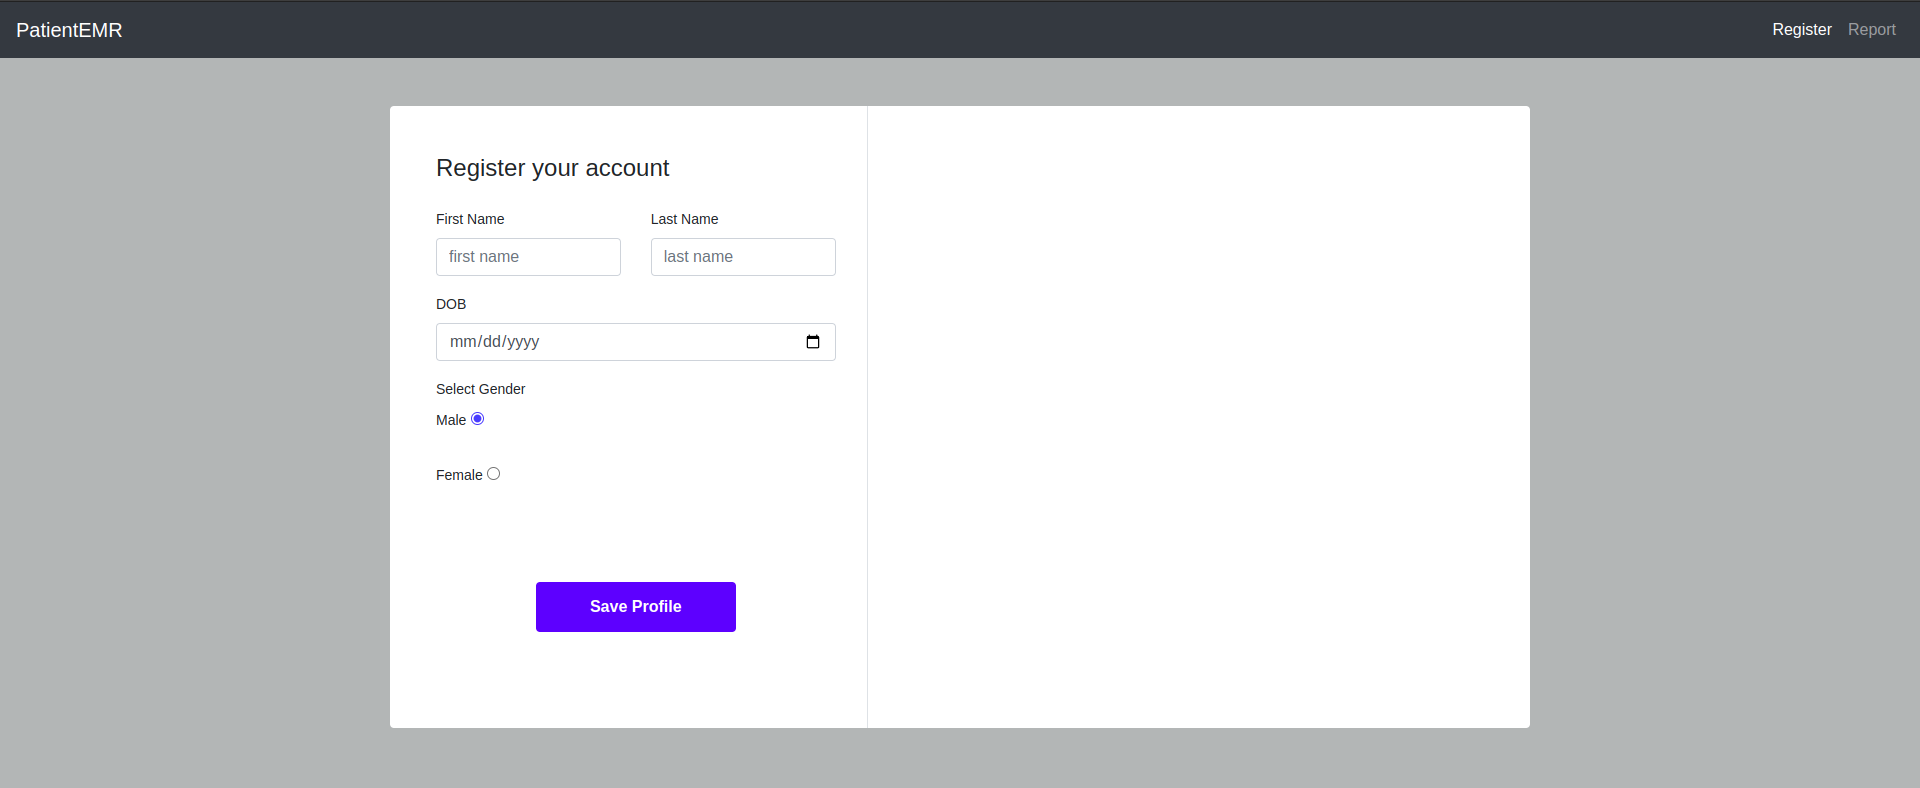 PatientEMR
Register Report
Register your account
First Name Last Name
first name last name
DOB
mm/dd/yyyy
Select Gender
Male
Female
Save Profile